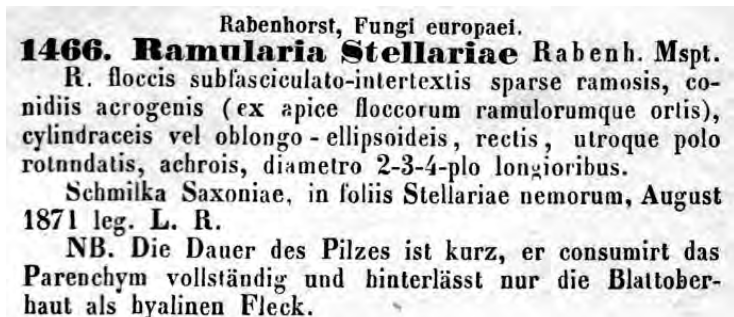 Rabenhorst, Fungi europaei.
1466. Ramularia Stellariae Rabenh. Mspt.
R. floccis subfasciculato-intertextis sparse ramosis, co-
nidiis acrogenis (ex apice floccorum ramulorumque ortis),
cylindraceis vel oblongo-ellipsoideis, rectis, utroque polo
rotnndatis, achrois, diametro 2-3-4-plo longioribus.
Schmilka Saxoniae, in foliis Stellariae nemorum, August
1871 leg. L. R.
NB. Die Dauer des Pilzes ist kurz, er consumirt das
Parenchym vollständig und hinterlässt nur die Blattober-
haut als hyalinen Fleck.